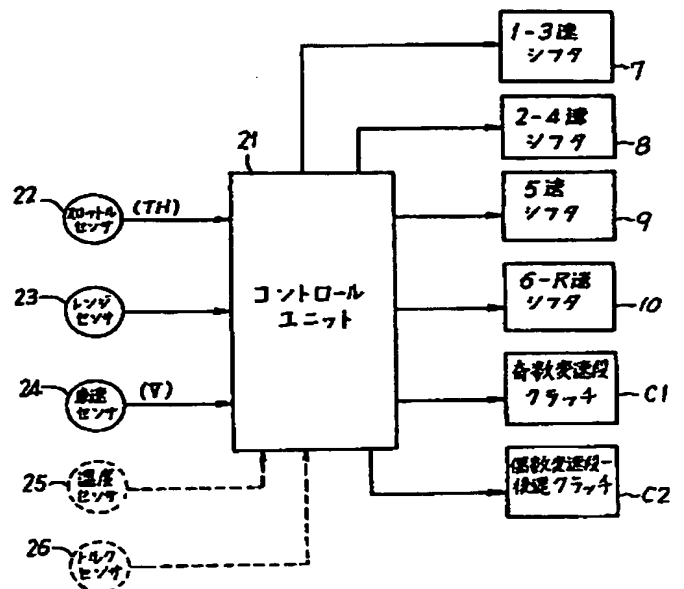 1-3速
シフタ
7
2-4速
シフタ
8
21
22
スロットル
センサ
(TH)
5速
シフタ
9
23
レンジ
センサ
コントロール
ユニット
6-R速
シフタ
10
24
車速
センサ
(V)
奇数変速段
クラッチ
C1
25
温度
センサ
偶数変速段ー
後退クラッチ
C2
26
トルク
センサ